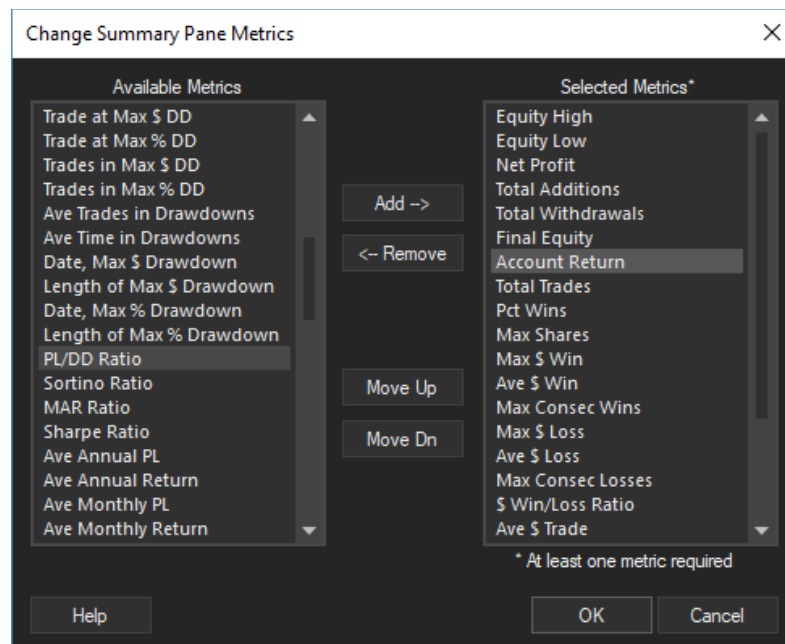 Change Summary Pane Metrics
Available Metrics
Trade at Max $ DD
Trade at Max % DD
Trades in Max $ DD
Trades in Max % DD
Ave Trades in Drawdowns
Ave Time in Drawdowns
Date, Max $ Drawdown
Length of Max $ Drawdown
Date, Max % Drawdown
Length of Max % Drawdown
PL/DD Ratio
Sortino Ratio
MAR Ratio
Sharpe Ratio
Ave Annual PL
Ave Annual Return
Ave Monthly PL
Ave Monthly Return
Add -->
<-- Remove
Move Up
Move Dn
Selected Metrics*
Equity High
Equity Low
Net Profit
Total Additions
Total Withdrawals
Final Equity
Account Return
Total Trades
Pct Wins
Max Shares
Max $ Win
Ave $ Win
Max Consec Wins
Max $ Loss
Ave $ Loss
Max Consec Losses
$ Win/Loss Ratio
Ave $ Trade
* At least one metric required
Help
OK
Cancel